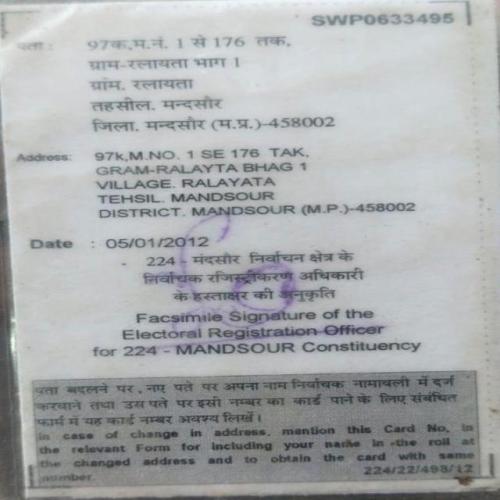 SWP0633495
पता : 97क,म.नं. 1 से 176 तक,
ग्राम-रलायता भाग 1
ग्रांम. रलायता
तहसील. मन्दसौर
जिला. मन्दसौर (म.प्र.)-458002
Address: 97k,M.NO. 1 SE 176 TAK,
GRAM-RALAYTA BHAG 1
VILLAGE. RALAYATA
TEHSIL. MANDSOUR
DISTRICT. MANDSOUR (M.P.)-458002
Date : 05/01/2012
224 - मंदसौर निर्वाचन क्षेत्र के
निर्वाचक रजिस्ट्रीकरण अधिकारी
के हस्ताक्षर की अनुकृति
Facsimile Signature of the
Electoral Registration Officer
for 224 - MANDSOUR Constituency
पता बदलने पर, नए पते पर अपना नाम निर्वाचक नामावली में दर्ज
करवाने तथा उस पते पर इसी नम्बर का कार्ड पाने के लिए संबंधित
फार्म में यह कार्ड नम्बर अवश्य लिखें।
In case of change in address, mention this Card No. in
the relevant Form for including your name in the roll at
the changed address and to obtain the card with same
number.
224/22/498/12